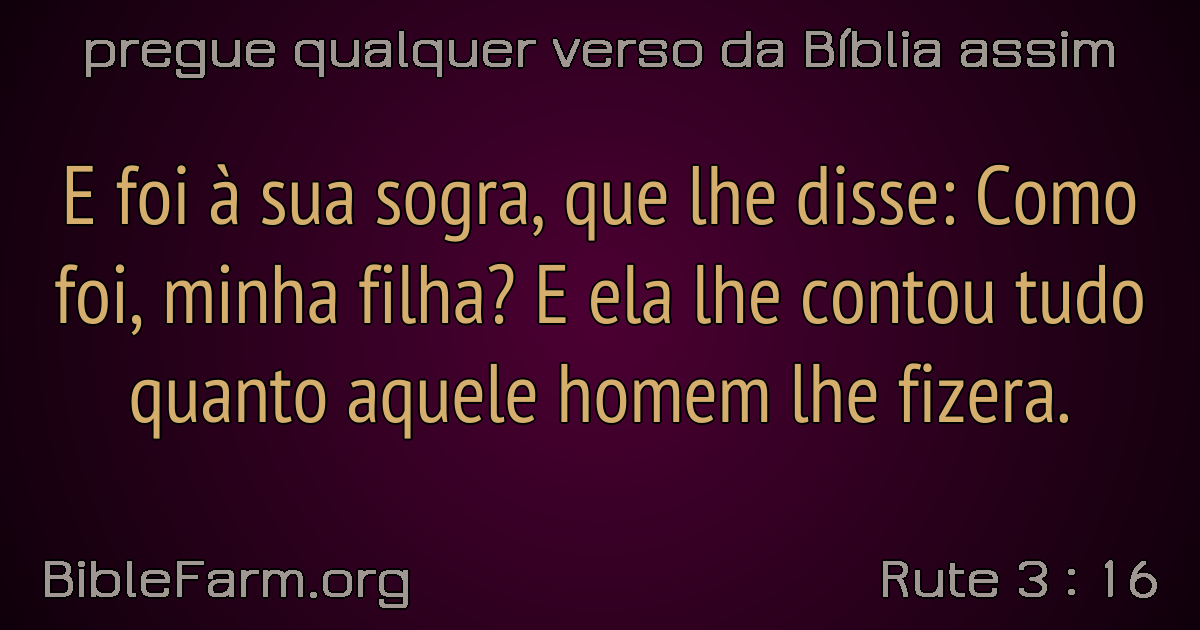 pregue qualquer verso da Bíblia assim
E foi à sua sogra, que lhe disse: Como
foi, minha filha? E ela lhe contou tudo
quanto aquele homem lhe fizera.
BibleFarm.org
Rute 3 : 16